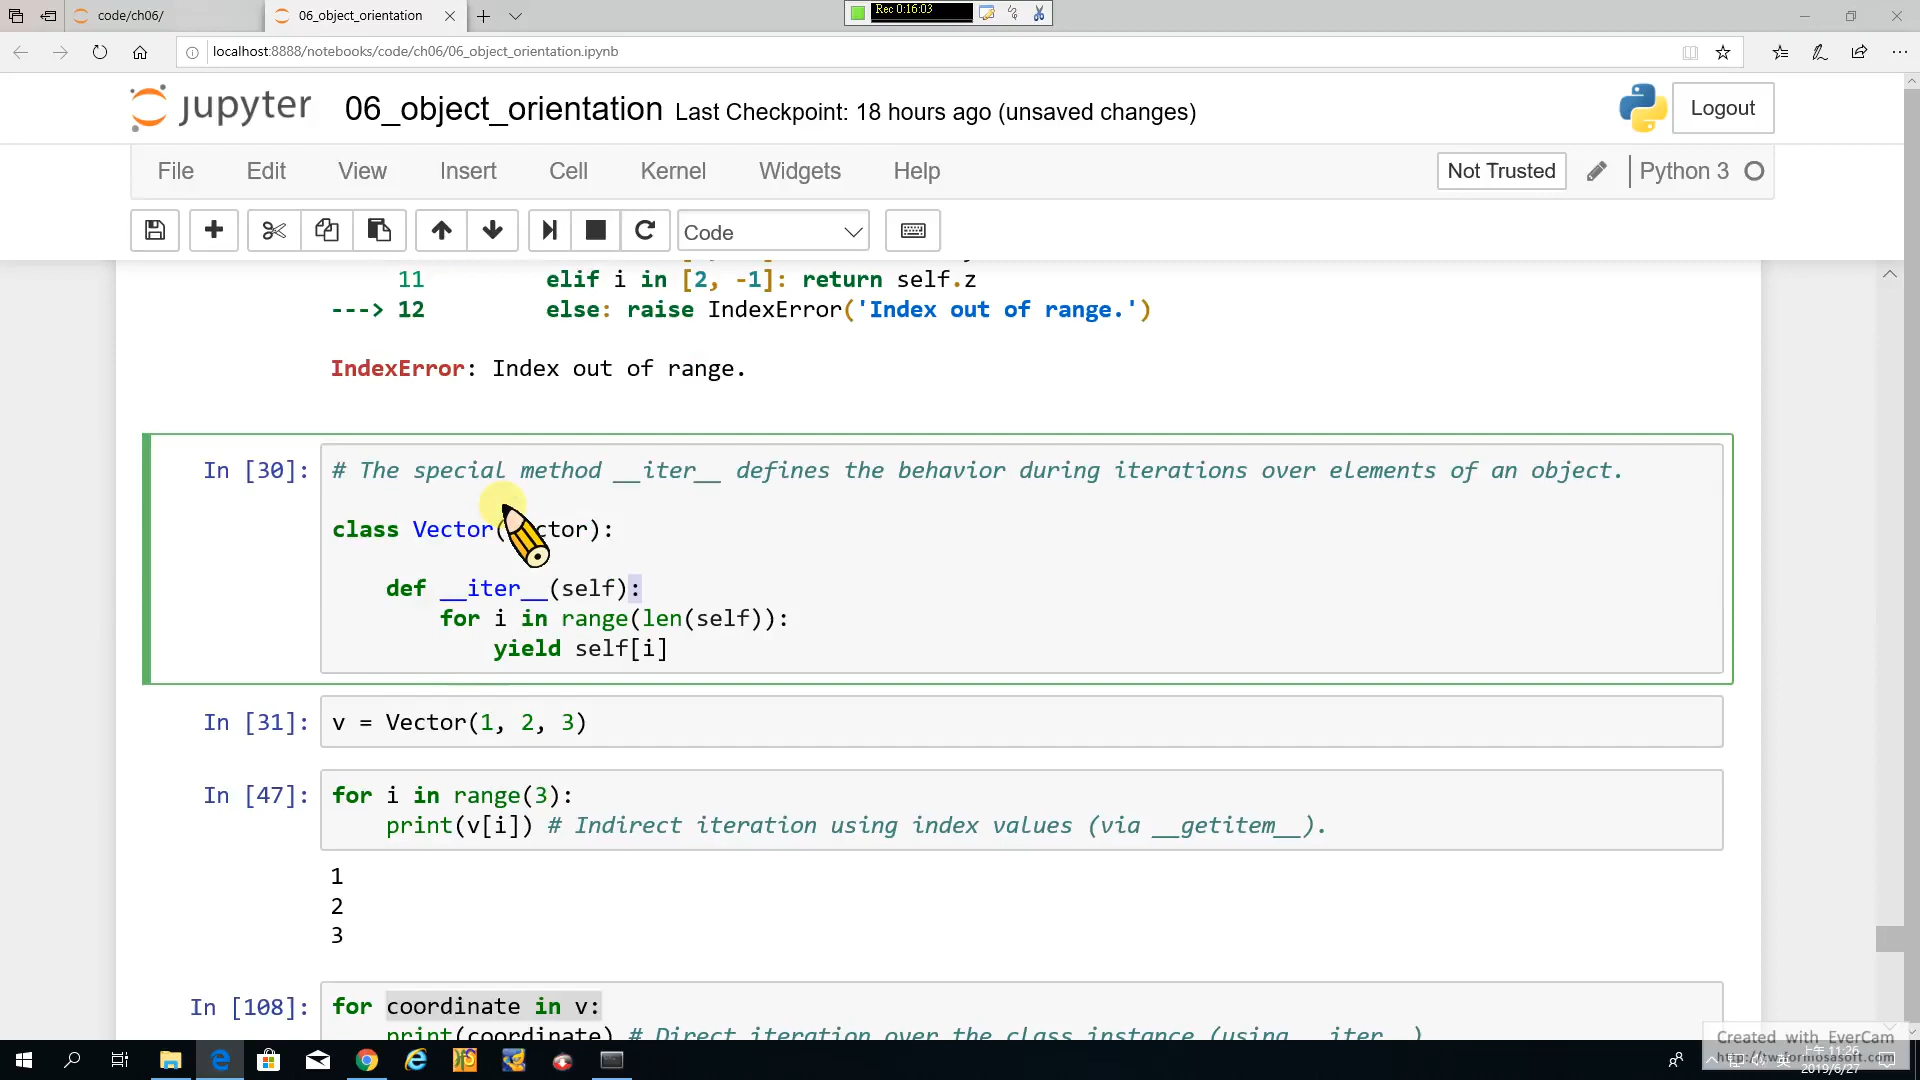 code/ch06/
06_object_orientation
Rec 0:16:03
localhost:8888/notebooks/code/ch06/06_object_orientation.ipynb
jupyter
06_object_orientation
Last Checkpoint: 18 hours ago (unsaved changes)
Logout
File Edit View Insert Cell Kernel Widgets Help
Not Trusted
Python 3
Code
11 elif i in [2, -1]: return self.z
---> 12 else: raise IndexError('Index out of range.')
IndexError: Index out of range.
In [30]: # The special method __iter__ defines the behavior during iterations over elements of an object.
class Vector( ctor):
def __iter__(self):
for i in range(len(self)):
yield self[i]
In [31]: v = Vector(1, 2, 3)
In [47]: for i in range(3):
print(v[i]) # Indirect iteration using index values (via __getitem__).
1
2
3
In [108]: for coordinate in v:
print(coordinate) # Direct iteration over the class instance (using __iter__)
Created with EverCam
http://tw.formosasoft.com
上午 11:26
2019/6/27